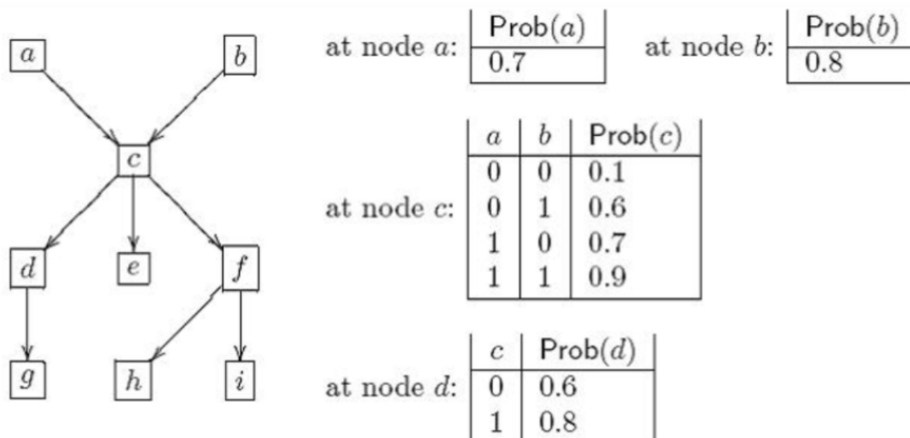 a
b
c
d
e
f
g
h
i
at node a:
Prob(a)
0.7
at node b:
Prob(b)
0.8
at node c:
a b Prob(c)
0 0 0.1
0 1 0.6
1 0 0.7
1 1 0.9
at node d:
c Prob(d)
0 0.6
1 0.8